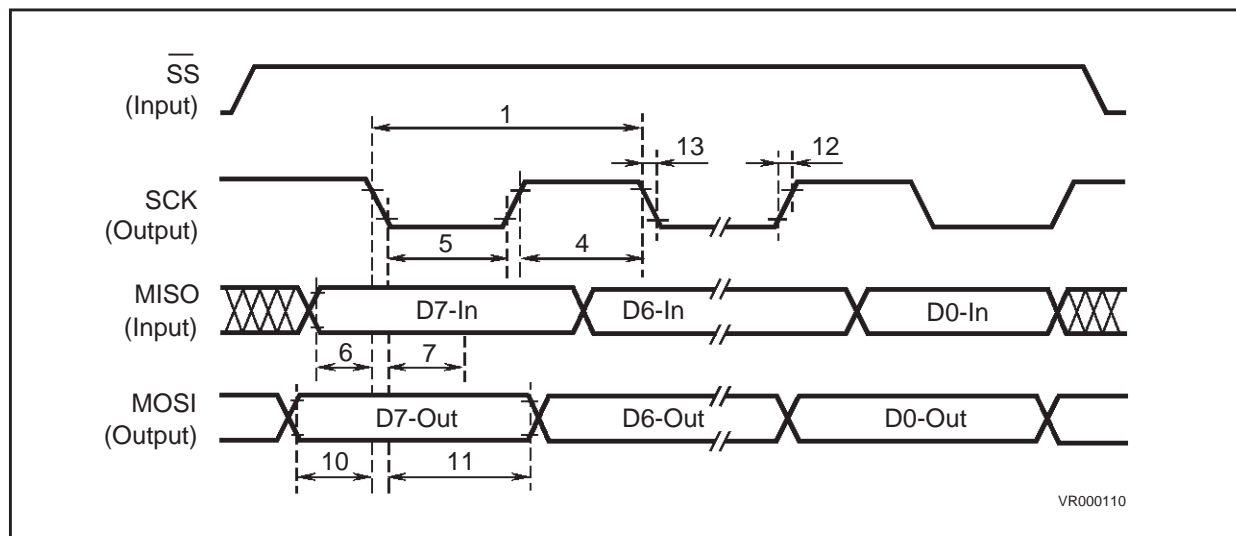 SS
(Input)
1
13
12
SCK
(Output)
5
4
MISO
(Input)
D7-In
D6-In
D0-In
6
7
MOSI
(Output)
D7-Out
D6-Out
D0-Out
10
11
VR000110